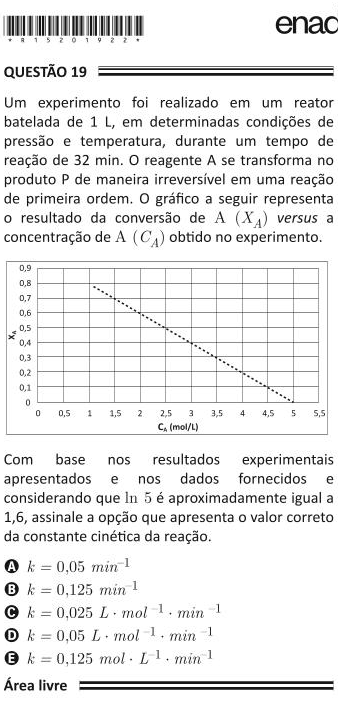 enad
* R 1 5 2 0 1 9 2 2 *
QUESTÃO 19
Um experimento foi realizado em um reator
batelada de 1 L, em determinadas condições de
pressão e temperatura, durante um tempo de
reação de 32 min. O reagente A se transforma no
produto P de maneira irreversível em uma reação
de primeira ordem. O gráfico a seguir representa
o resultado da conversão de A (X_A) versus a
concentração de A (C_A) obtido no experimento.
0,9
0,8
0,7
0,6
0,5
0,4
0,3
0,2
0,1
0
X_A
0 0,5 1 1,5 2 2,5 3 3,5 4 4,5 5 5,5
C_A (mol/L)
Com base nos resultados experimentais
apresentados e nos dados fornecidos e
considerando que ln 5 é aproximadamente igual a
1,6, assinale a opção que apresenta o valor correto
da constante cinética da reação.
A k = 0,05 min⁻¹
B k = 0,125 min⁻¹
C k = 0,025 L · mol⁻¹ · min⁻¹
D k = 0,05 L · mol⁻¹ · min⁻¹
E k = 0,125 mol · L⁻¹ · min⁻¹
Área livre